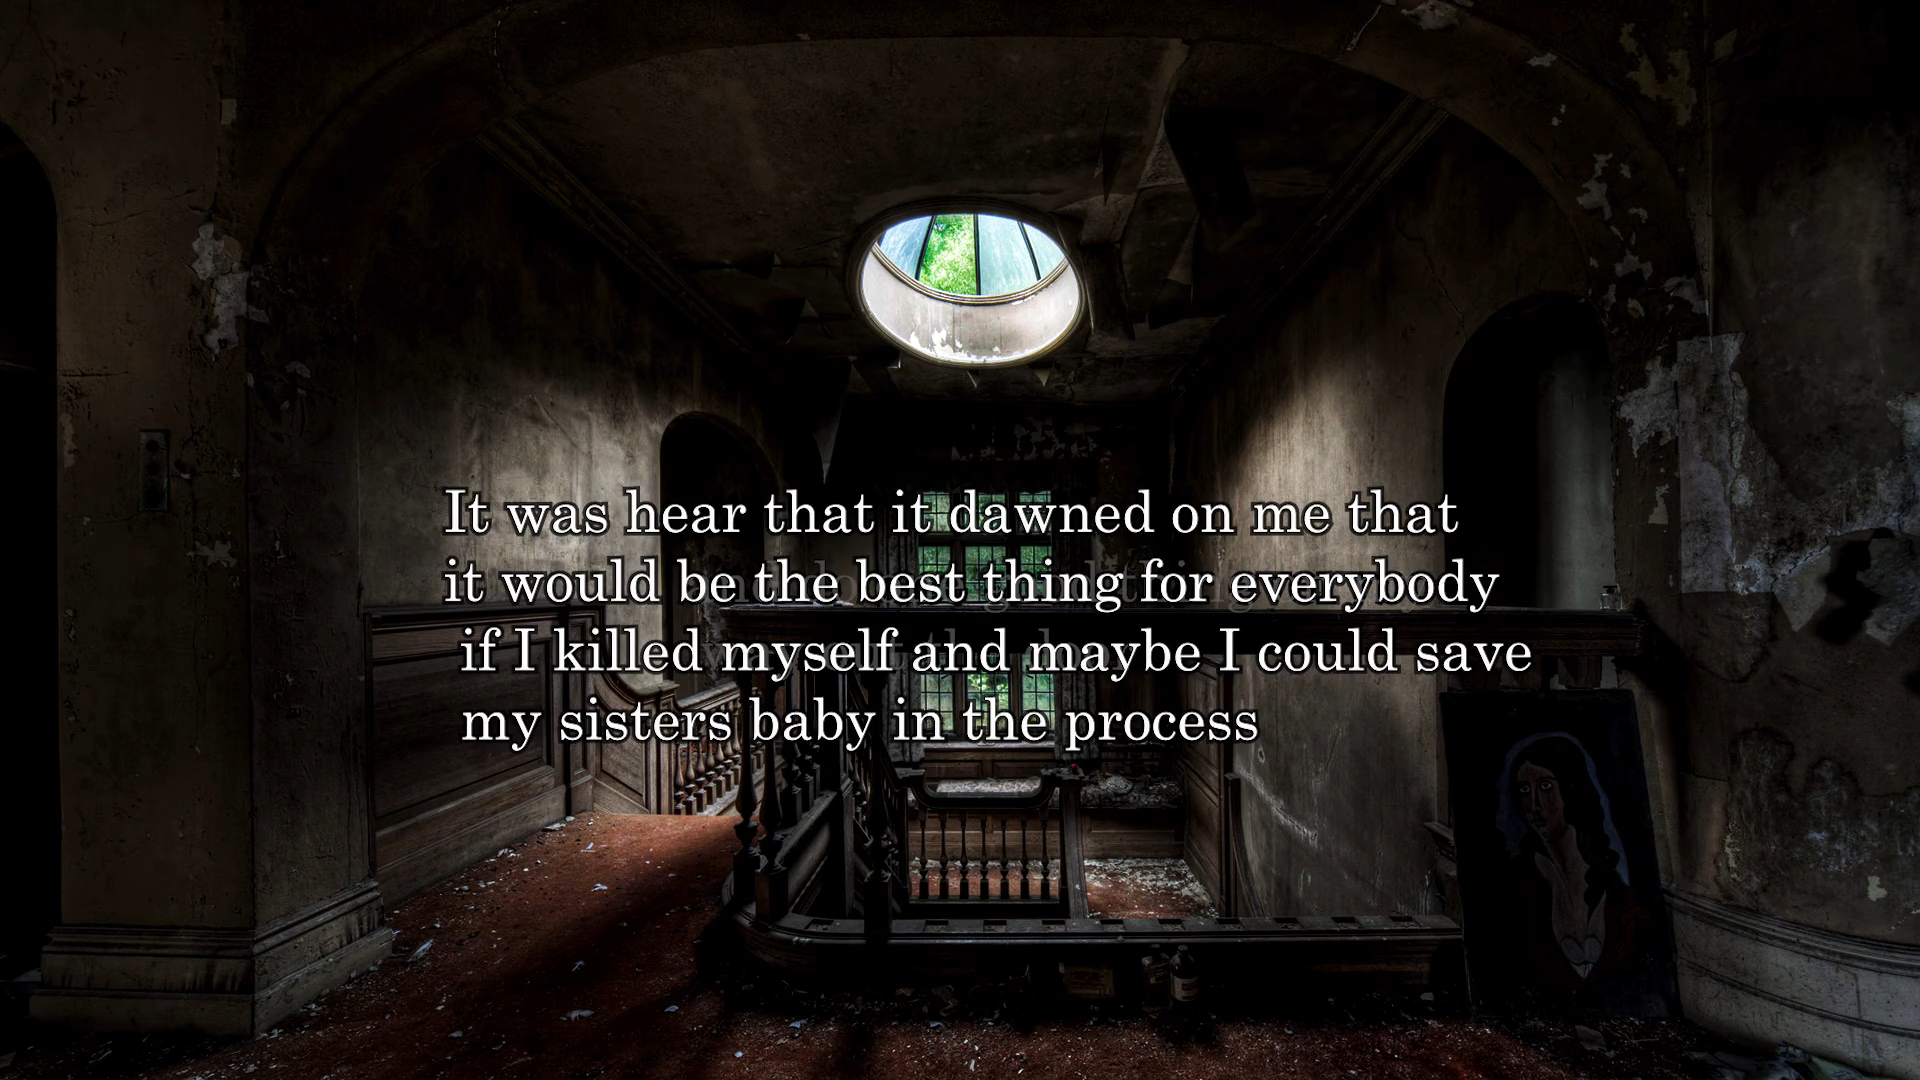 It was hear that it dawned on me that
it would be the best thing for everybody
if I killed myself and maybe I could save
my sisters baby in the process